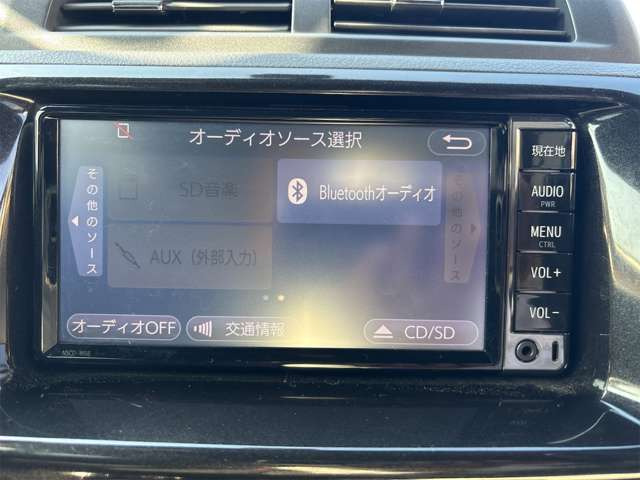 オーディオソース選択
その他のソース
SD音楽
Bluetoothオーディオ
その他のソース
AUX (外部入力)
オーディオOFF
交通情報
CD/SD
現在地
AUDIO
PWR
MENU
CTRL
VOL+
VOL-